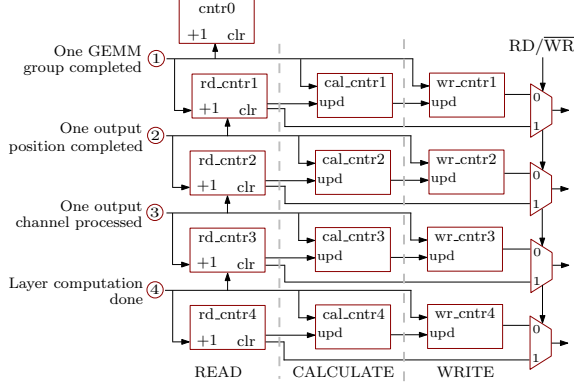 cntr0
+1 clr
One GEMM
group completed
1
RD/WR
rd_cntr1
+1 clr
cal_cntr1
upd
wr_cntr1
0
1
One output
position completed
2
rd_cntr2
+1 clr
cal_cntr2
upd
wr_cntr2
upd
0
1
One output
channel processed
3
rd_cntr3
+1 clr
cal_cntr3
upd
wr_cntr3
upd
0
1
Layer computation
done
4
rd_cntr4
+1 clr
cal_cntr4
upd
wr_cntr4
upd
0
1
READ
CALCULATE
WRITE